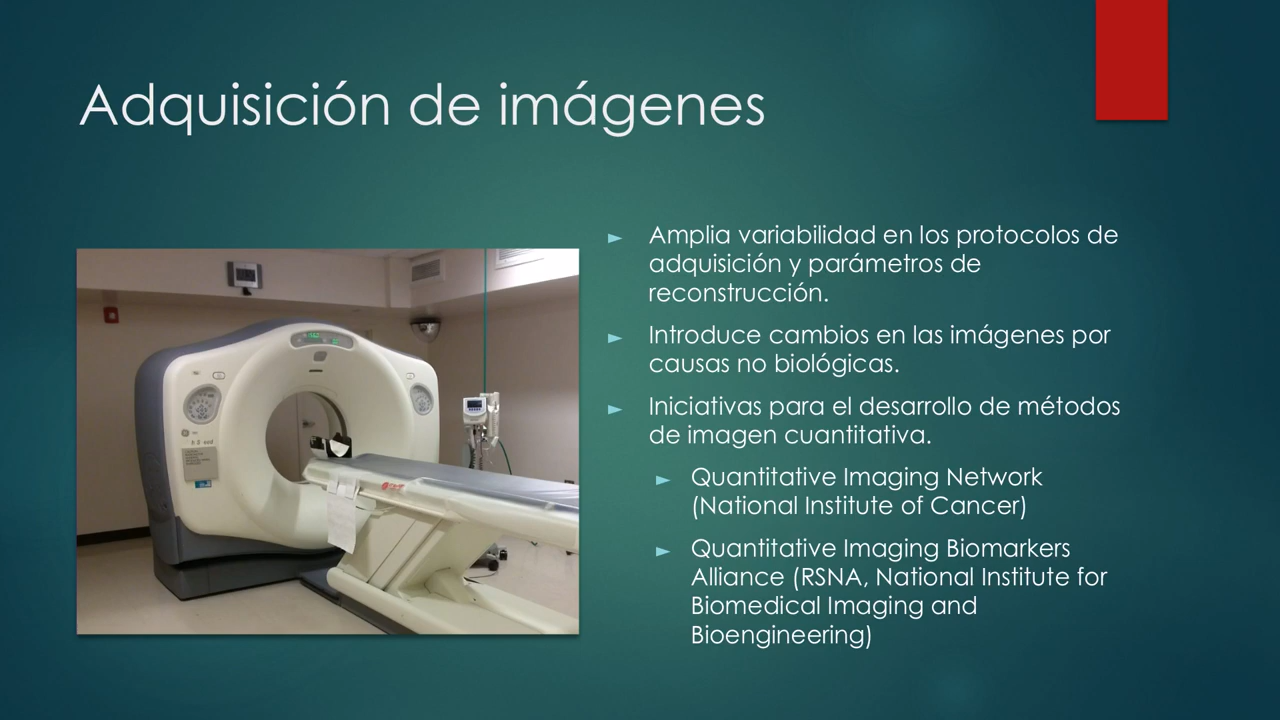 Adquisición de imágenes
► Amplia variabilidad en los protocolos de
adquisición y parámetros de
reconstrucción.
► Introduce cambios en las imágenes por
causas no biológicas.
► Iniciativas para el desarrollo de métodos
de imagen cuantitativa.
► Quantitative Imaging Network
(National Institute of Cancer)
► Quantitative Imaging Biomarkers
Alliance (RSNA, National Institute for
Biomedical Imaging and
Bioengineering)